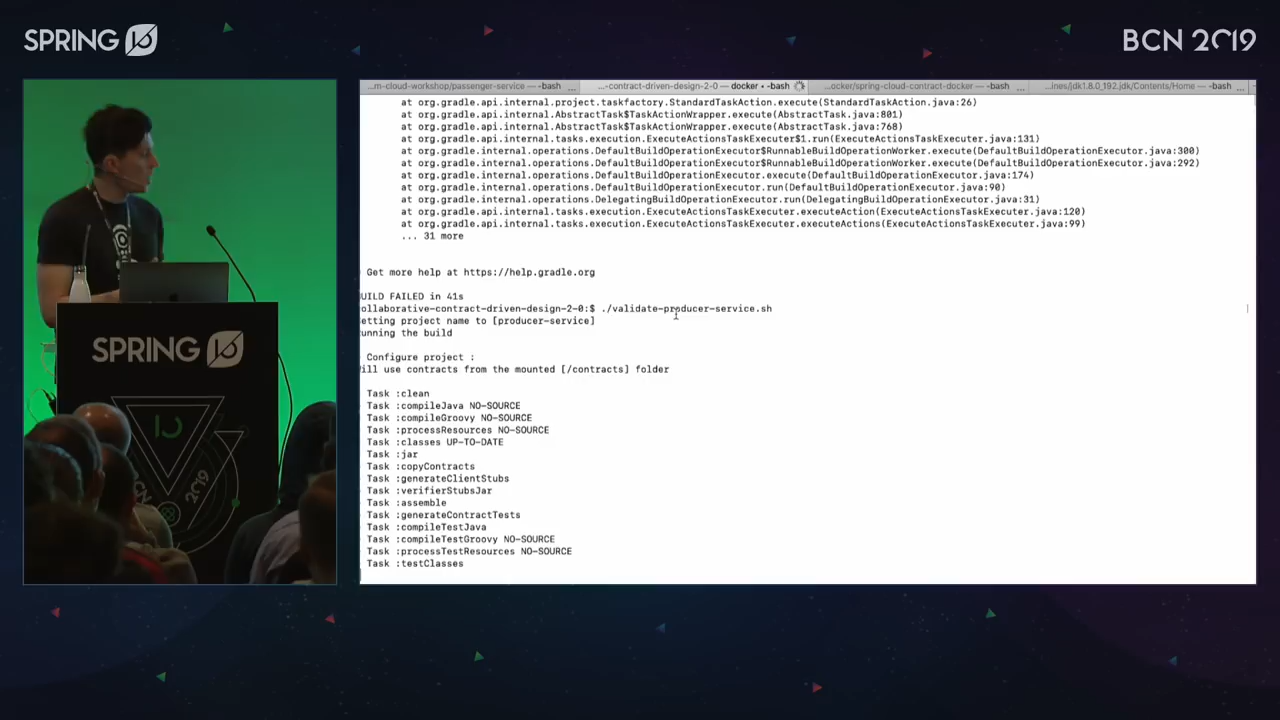 SPRING IO
BCN 2019
...m-cloud-workshop/passenger-service — -bash ...
...-contract-driven-design-2-0 — docker • -bash
...ocker/spring-cloud-contract-docker — -bash ...
...ines/jdk1.8.0_192.jdk/Contents/Home — -bash ...
at org.gradle.api.internal.project.taskfactory.StandardTaskAction.execute(StandardTaskAction.java:26)
at org.gradle.api.internal.AbstractTask$TaskActionWrapper.execute(AbstractTask.java:801)
at org.gradle.api.internal.AbstractTask$TaskActionWrapper.execute(AbstractTask.java:768)
at org.gradle.api.internal.tasks.execution.ExecuteActionsTaskExecuter$1.run(ExecuteActionsTaskExecuter.java:131)
at org.gradle.internal.operations.DefaultBuildOperationExecutor$RunnableBuildOperationWorker.execute(DefaultBuildOperationExecutor.java:300)
at org.gradle.internal.operations.DefaultBuildOperationExecutor$RunnableBuildOperationWorker.execute(DefaultBuildOperationExecutor.java:292)
at org.gradle.internal.operations.DefaultBuildOperationExecutor.execute(DefaultBuildOperationExecutor.java:174)
at org.gradle.internal.operations.DefaultBuildOperationExecutor.run(DefaultBuildOperationExecutor.java:90)
at org.gradle.internal.operations.DelegatingBuildOperationExecutor.run(DelegatingBuildOperationExecutor.java:31)
at org.gradle.api.internal.tasks.execution.ExecuteActionsTaskExecuter.executeAction(ExecuteActionsTaskExecuter.java:120)
at org.gradle.api.internal.tasks.execution.ExecuteActionsTaskExecuter.executeActions(ExecuteActionsTaskExecuter.java:99)
... 31 more
Get more help at https://help.gradle.org
UILD FAILED in 41s
ollaborative-contract-driven-design-2-0:$ ./validate-producer-service.sh
etting project name to [producer-service]
unning the build
Configure project :
ill use contracts from the mounted [/contracts] folder
Task :clean
Task :compileJava NO-SOURCE
Task :compileGroovy NO-SOURCE
Task :processResources NO-SOURCE
Task :classes UP-TO-DATE
Task :jar
Task :copyContracts
Task :generateClientStubs
Task :verifierStubsJar
Task :assemble
Task :generateContractTests
Task :compileTestJava
Task :compileTestGroovy NO-SOURCE
Task :processTestResources NO-SOURCE
Task :testClasses
SPRING IO
IO
2019